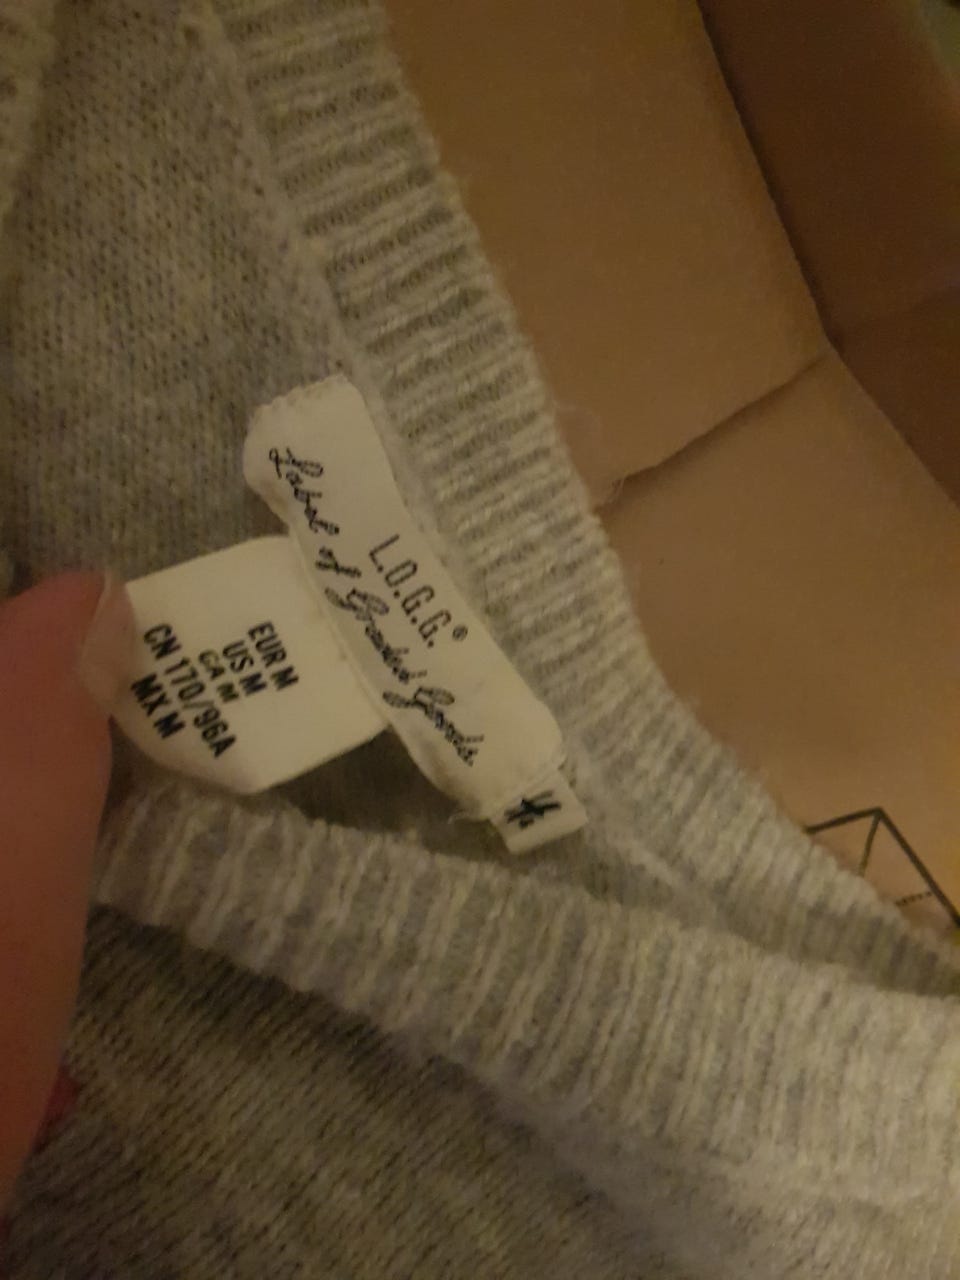 L.O.G.G.®
Label of Graded Goods
EUR M
US M
CA M
CN 170/96A
MX M